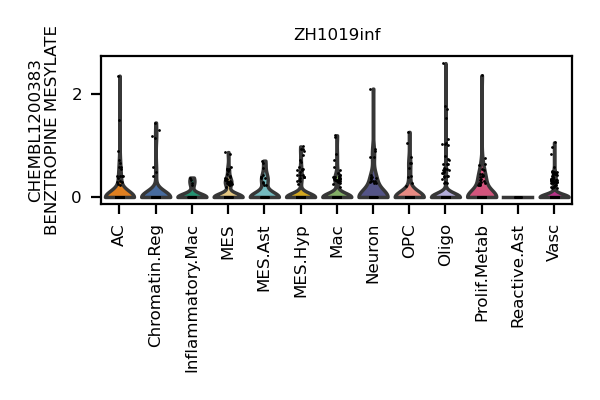 ZH1019inf
CHEMBL1200383
BENZTROPINE MESYLATE
2
0
AC
Chromatin.Reg
Inflammatory.Mac
MES
MES.Ast
MES.Hyp
Mac
Neuron
OPC
Oligo
Prolif.Metab
Reactive.Ast
Vasc